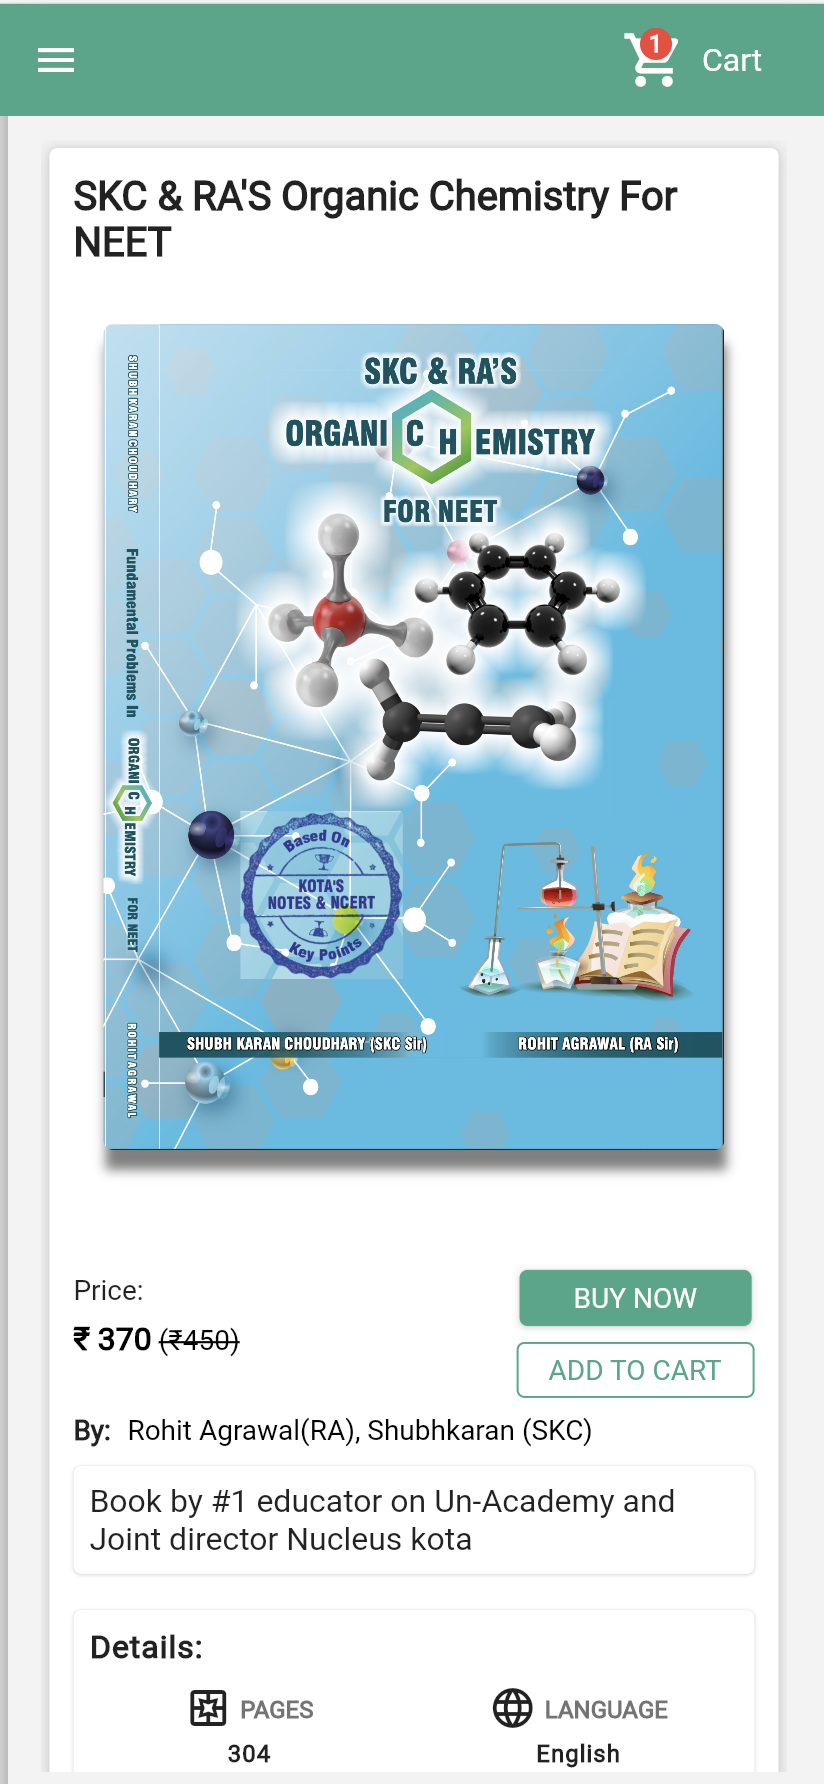 1
Cart
SKC & RA'S Organic Chemistry For
NEET
SHUBH KARAN CHOUDHARY
Fundamental Problems In
ORGANIC
CHEMISTRY
FOR NEET
ROHIT AGRAWAL
SKC & RA'S
ORGANIC
CHEMISTRY
FOR NEET
Based On
KOTA'S
NOTES & NCERT
Key Points
SHUBH KARAN CHOUDHARY (SKC Sir)
ROHIT AGRAWAL (RA Sir)
Price:
₹ 370 (₹450)
BUY NOW
ADD TO CART
By: Rohit Agrawal(RA), Shubhkaran (SKC)
Book by #1 educator on Un-Academy and
Joint director Nucleus kota
Details:
PAGES
304
LANGUAGE
English